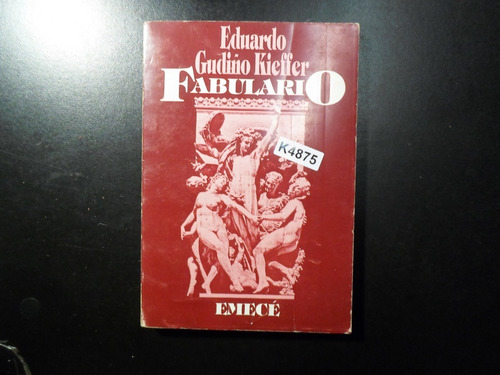 Eduardo
Gudiño Kieffer
FABULARIO
K4875
EMECÉ